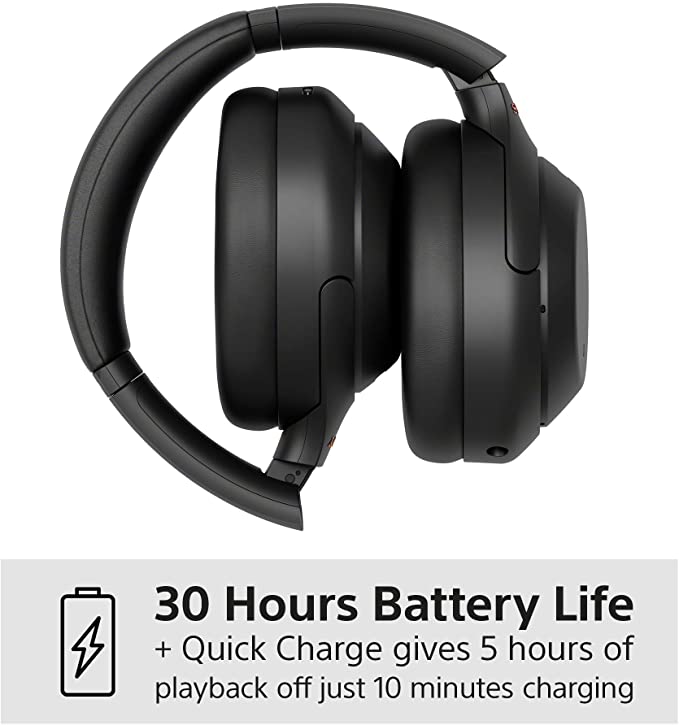 30 Hours Battery Life
+ Quick Charge gives 5 hours of
playback off just 10 minutes charging